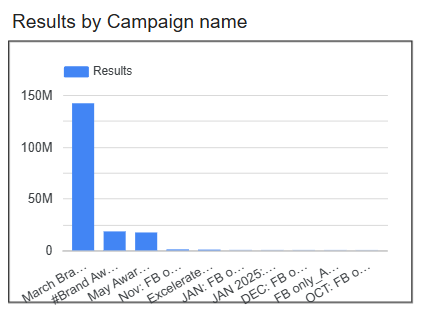 Results by Campaign name
Results
150M
100M
50M
0
March Bra...
#Brand Aw...
May Awar...
Nov: FB o...
Excelerate...
JAN: FB o...
JAN 2025:...
DEC: FB o...
FB only_A...
OCT: FB o...